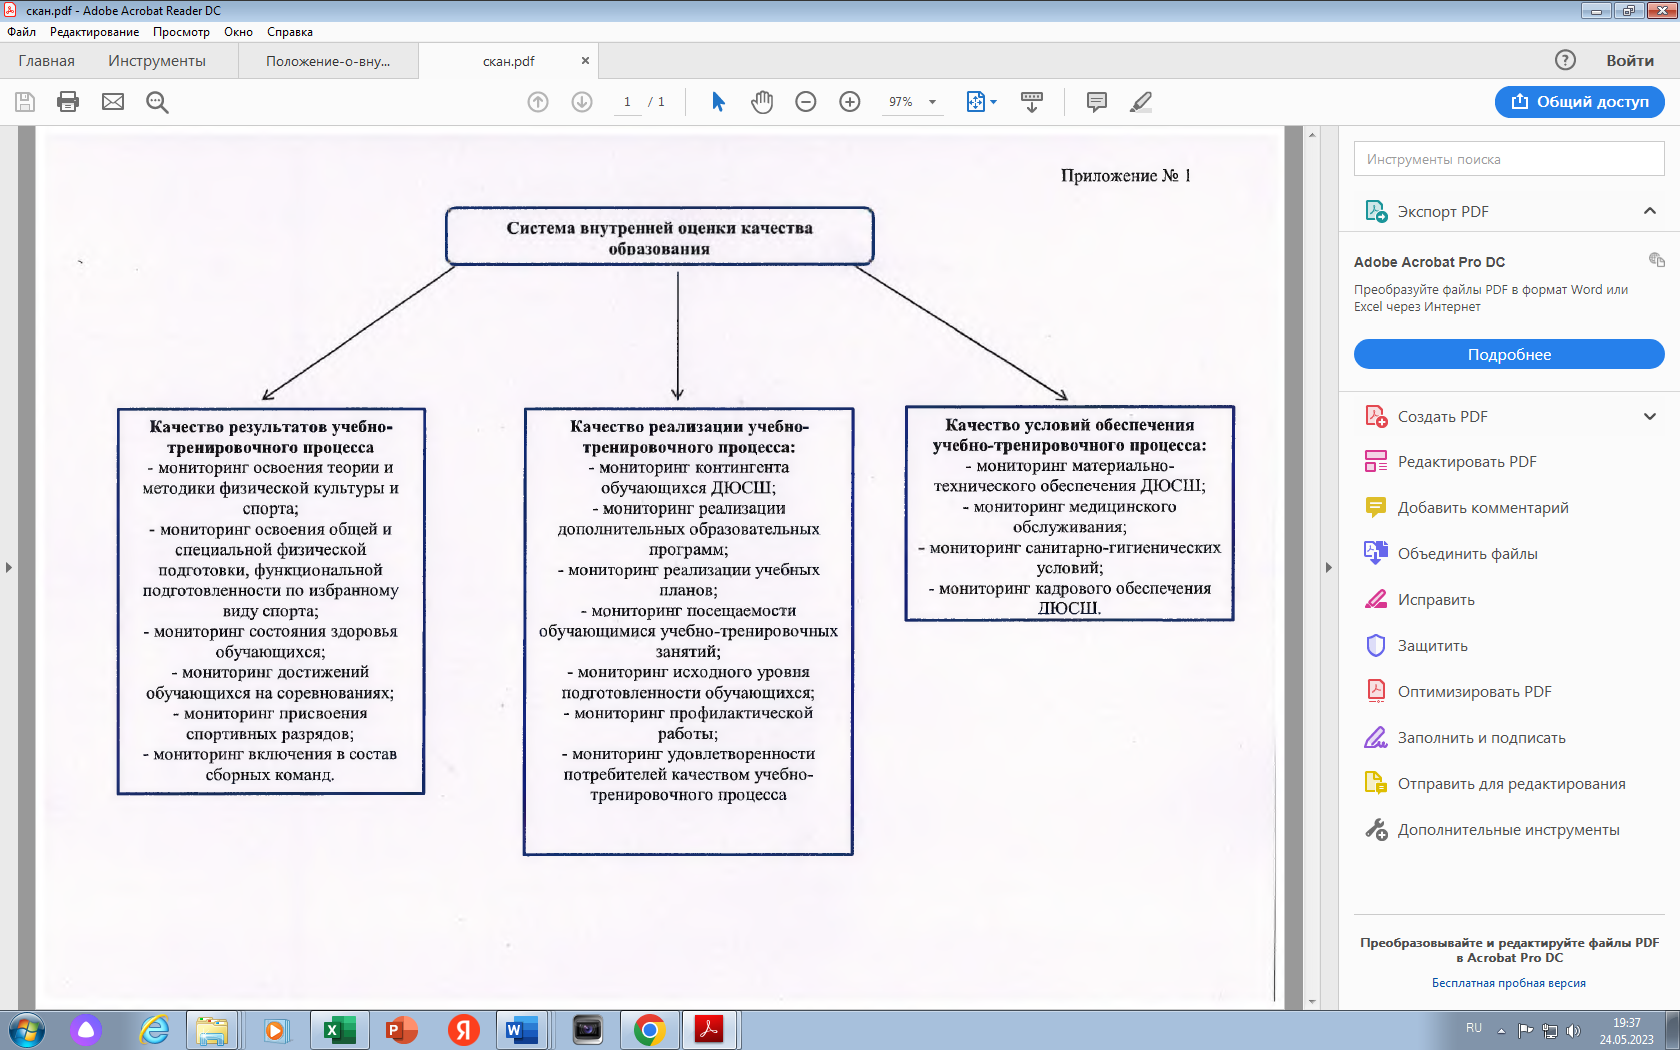 скан.pdf - Adobe Acrobat Reader DC
Файл Редактирование Просмотр Окно Справка
Главная Инструменты Положение-о-вну... скан.pdf Войти
1 / 1 97% Общий доступ
Приложение № 1
Система внутренней оценки качества
образования
Качество результатов учебно-
тренировочного процесса
- мониторинг освоения теории и
методики физической культуры и
спорта;
- мониторинг освоения общей и
специальной физической
подготовки, функциональной
подготовленности по избранному
виду спорта;
- мониторинг состояния здоровья
обучающихся;
- мониторинг достижений
обучающихся на соревнованиях;
- мониторинг присвоения
спортивных разрядов;
- мониторинг включения в состав
сборных команд.
Качество реализации учебно-
тренировочного процесса:
- мониторинг контингента
обучающихся ДЮСШ;
- мониторинг реализации
дополнительных образовательных
программ;
- мониторинг реализации учебных
планов;
- мониторинг посещаемости
обучающимися учебно-тренировочных
занятий;
- мониторинг исходного уровня
подготовленности обучающихся;
- мониторинг профилактической
работы;
- мониторинг удовлетворенности
потребителей качеством учебно-
тренировочного процесса
Качество условий обеспечения
учебно-тренировочного процесса:
- мониторинг материально-
технического обеспечения ДЮСШ;
- мониторинг медицинского
обслуживания;
- мониторинг санитарно-гигиенических
условий;
- мониторинг кадрового обеспечения
ДЮСШ.
Инструменты поиска
Экспорт PDF
Adobe Acrobat Pro DC
Преобразуйте файлы PDF в формат Word или
Excel через Интернет
Подробнее
Создать PDF
Редактировать PDF
Добавить комментарий
Объединить файлы
Исправить
Защитить
Оптимизировать PDF
Заполнить и подписать
Отправить для редактирования
Дополнительные инструменты
Преобразовывайте и редактируйте файлы PDF
в Acrobat Pro DC
Бесплатная пробная версия
RU 19:37
24.05.2023